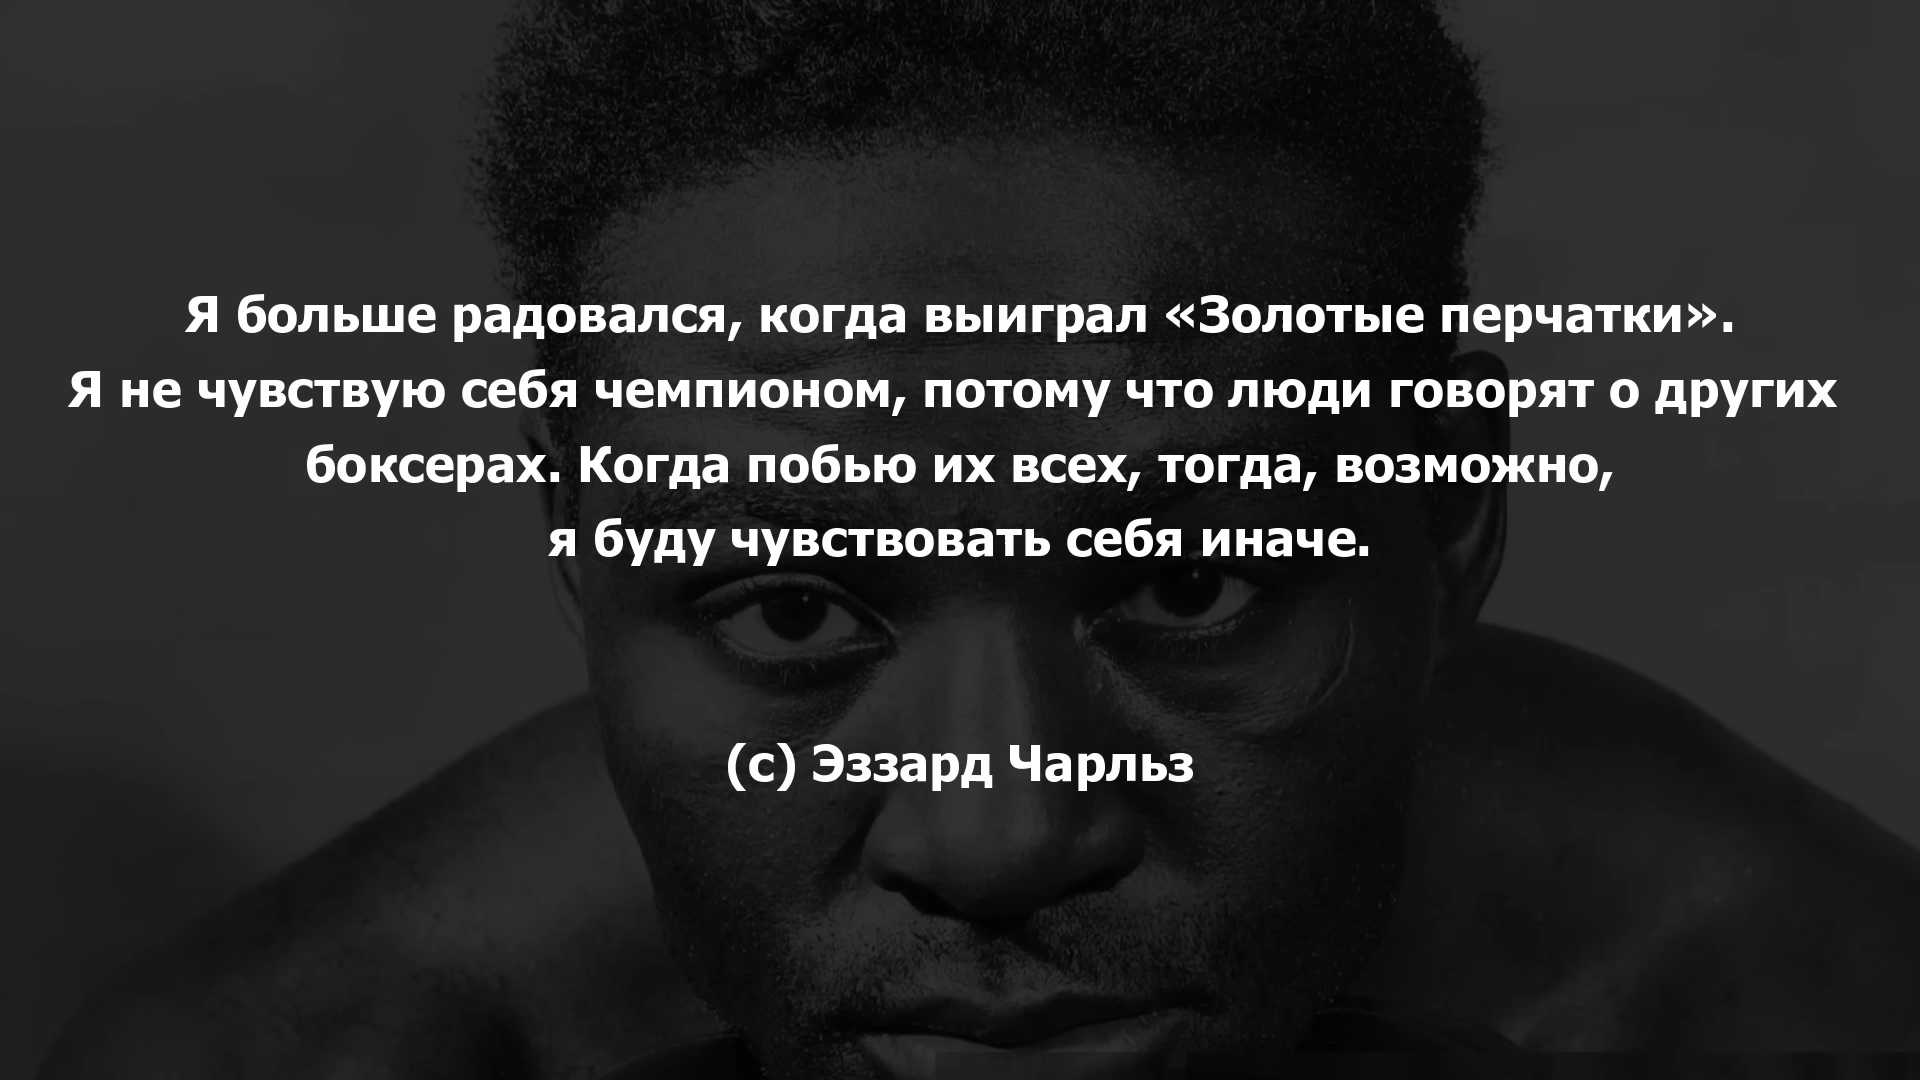 Я больше радовался, когда выиграл «Золотые перчатки».
Я не чувствую себя чемпионом, потому что люди говорят о других
боксерах. Когда побью их всех, тогда, возможно,
я буду чувствовать себя иначе.
(с) Эззард Чарльз